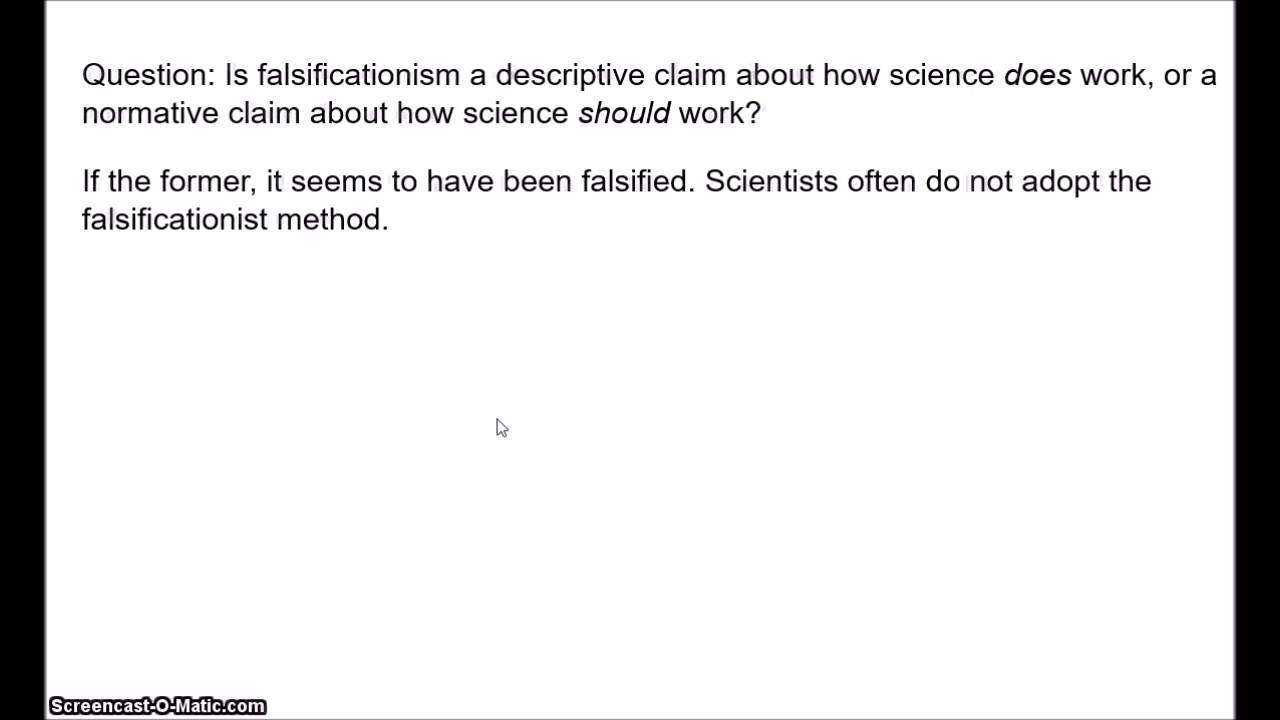 Question: Is falsificationism a descriptive claim about how science does work, or a
normative claim about how science should work?
If the former, it seems to have been falsified. Scientists often do not adopt the
falsificationist method.
Screencast-O-Matic.com